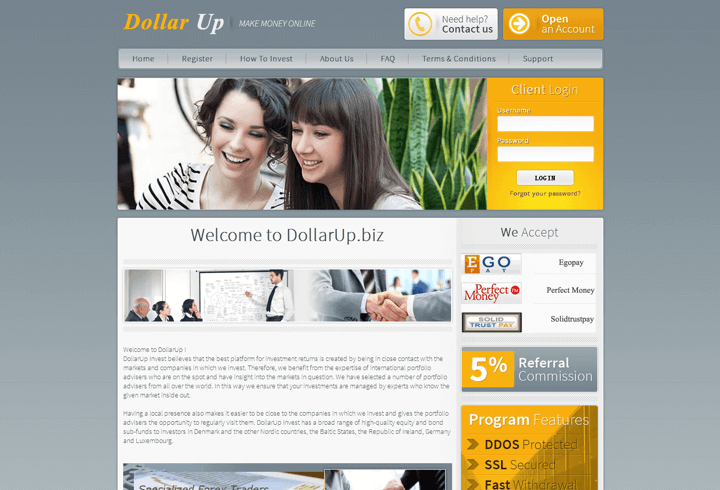 Dollar Up
MAKE MONEY ONLINE
Need help?
Contact us
Open
an Account
Home
Register
How To Invest
About Us
FAQ
Terms & Conditions
Support
Client Login
Username
Password
LOGIN
Forgot your password?
Welcome to DollarUp.biz
Welcome to DollarUp !
DollarUp Invest believes that the best platform for investment returns is created by being in close contact with the
markets and companies in which we invest. Therefore, we benefit from the expertise of international portfolio
advisers who are on the spot and have insight into the markets in question. We have selected a number of portfolio
advisers from all over the world. In this way we ensure that your investments are managed by experts who know the
given market inside out.
Having a local presence also makes it easier to be close to the companies in which we invest and gives the portfolio
advisers the opportunity to regularly visit them. DollarUp Invest has a broad range of high-quality equity and bond
sub-funds to investors in Denmark and the other Nordic countries, the Baltic States, the Republic of Ireland, Germany
and Luxembourg.
Specialized Forex Traders
We Accept
EGO
PAY
Egopay
Perfect
Money
PM
Perfect Money
SOLID
TRUST PAY
Solidtrustpay
5% Referral
Commission
Program Features
DDOS Protected
SSL Secured
Fast Withdrawal